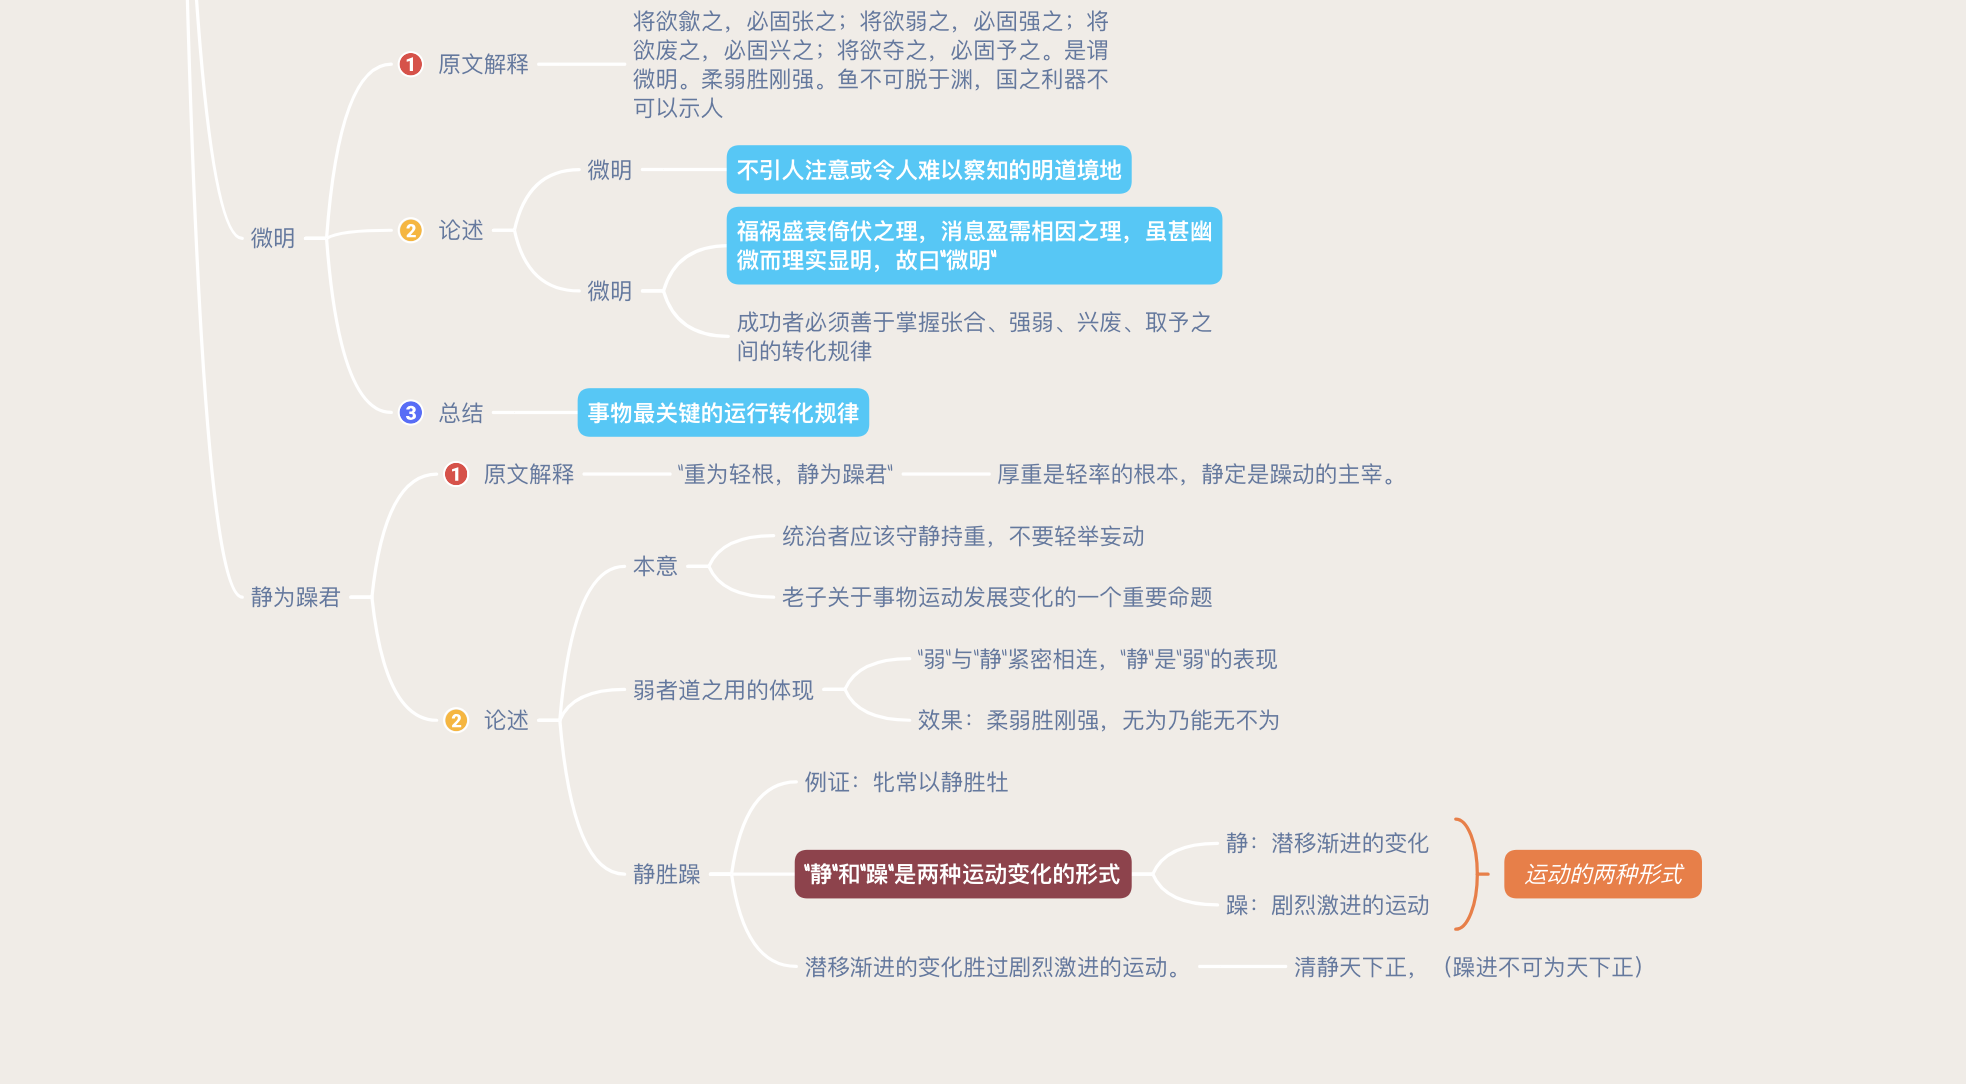 将欲歙之，必固张之；将欲弱之，必固强之；将
欲废之，必固兴之；将欲夺之，必固予之。是谓
微明。柔弱胜刚强。鱼不可脱于渊，国之利器不
可以示人
1 原文解释
微明
不引人注意或令人难以察知的明道境地
2 论述
微明
福祸盛衰倚伏之理，消息盈需相因之理，虽甚幽
微而理实显明，故曰“微明“
微明
成功者必须善于掌握张合、强弱、兴废、取予之
间的转化规律
3 总结
事物最关键的运行转化规律
1 原文解释
“重为轻根，静为躁君“
厚重是轻率的根本，静定是躁动的主宰。
统治者应该守静持重，不要轻举妄动
本意
老子关于事物运动发展变化的一个重要命题
静为躁君
“弱“与“静“紧密相连，“静“是“弱“的表现
弱者道之用的体现
效果：柔弱胜刚强，无为乃能无不为
2 论述
例证：牝常以静胜牡
静：潜移渐进的变化
静胜躁
“静“和“躁“是两种运动变化的形式
运动的两种形式
躁：剧烈激进的运动
潜移渐进的变化胜过剧烈激进的运动。
清静天下正，（躁进不可为天下正）